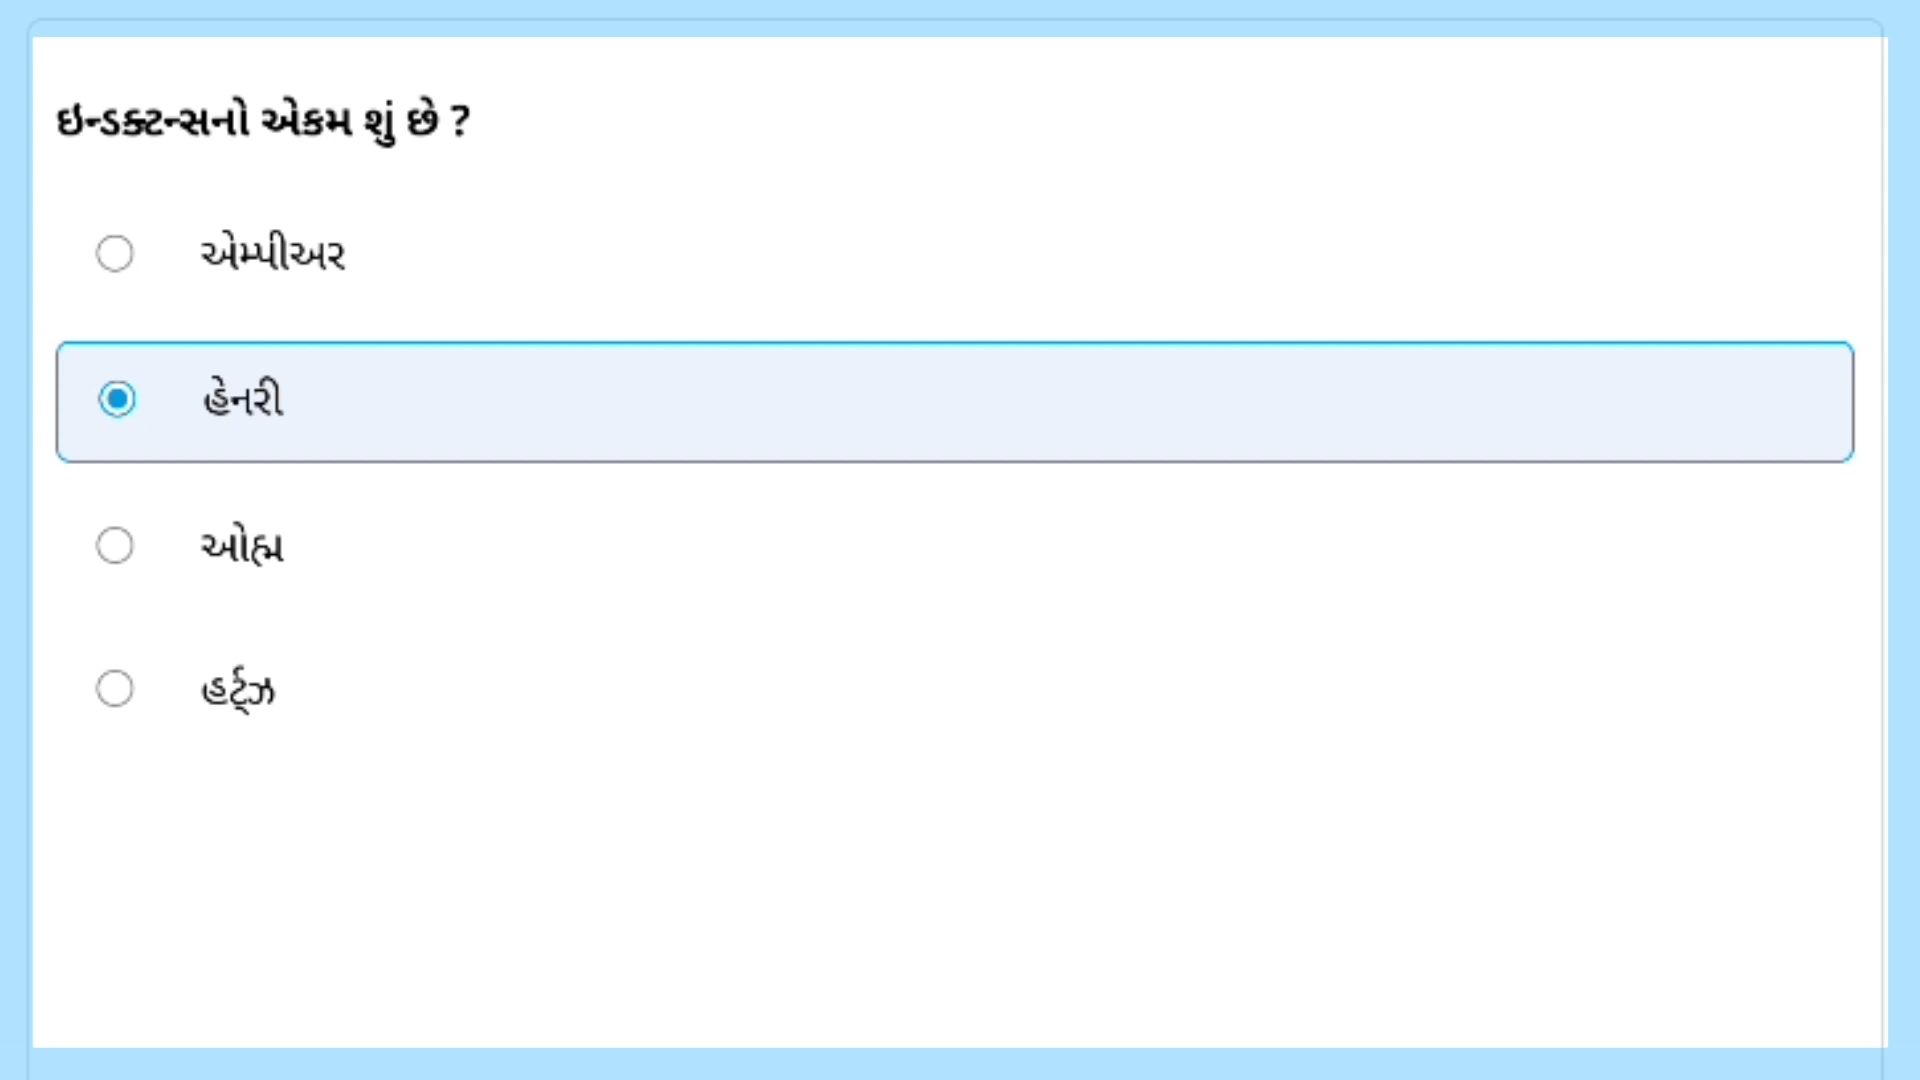 ઇન્ડક્ટન્સનો એકમ શું છે ?
એમ્પીઅર
હેનરી
ઓહ્મ
હર્ટ્ઝ